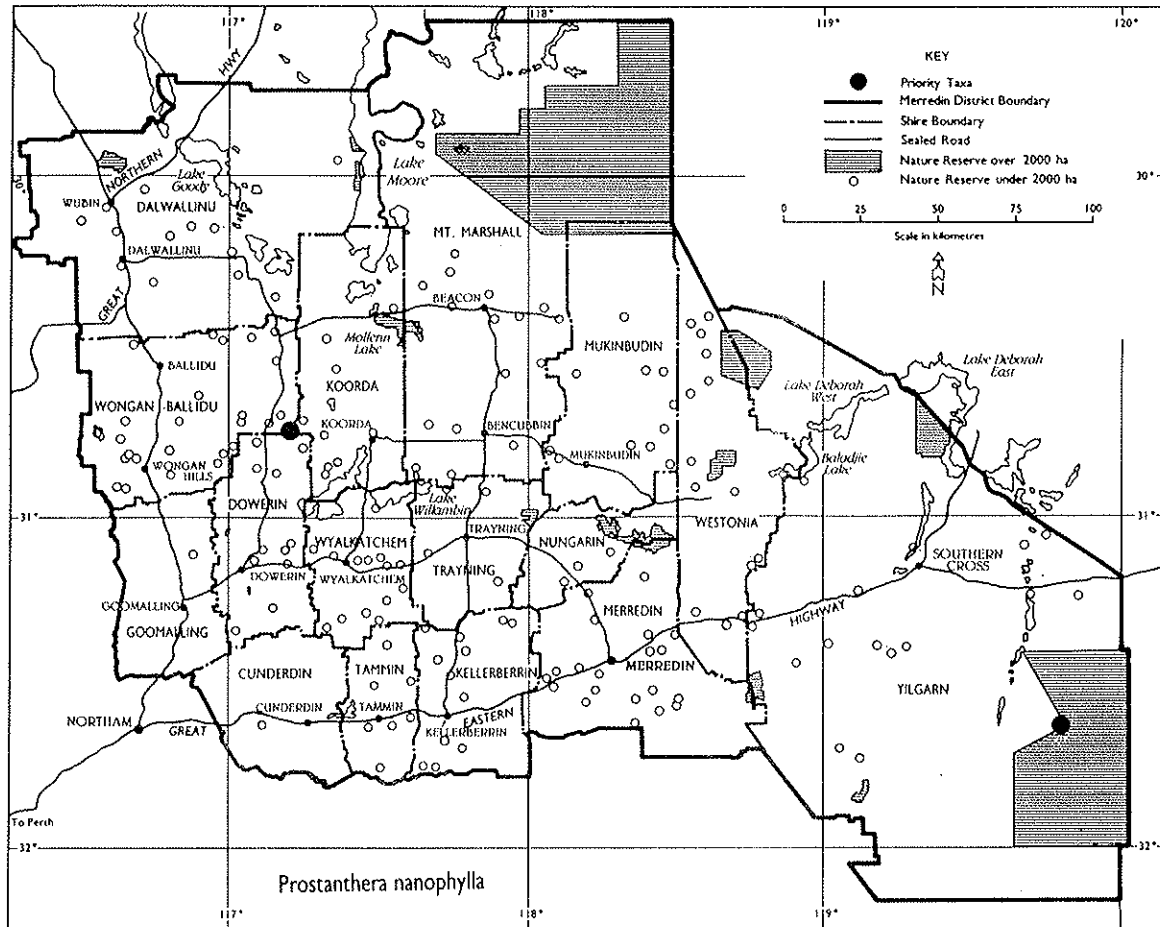 117°
118°
119°
120°
KEY
Priority Taxa
Merredin District Boundary
Shire Boundary
Sealed Road
Nature Reserve over 2000 ha
Nature Reserve under 2000 ha
0 25 50 75 100
Scale in kilometres
N
HWY
NORTHERN
Lake Goody
Lake Moore
30°
30°
WUBIN
DALWALLINU
DALWALLINU
MT. MARSHALL
GREAT
BEACON
Mollerin Lake
MUKINBUDIN
BALLIDU
KOORDA
Lake Deborah East
Lake Deborah West
WONGAN-BALLIDU
KOORDA
BENCUBBIN
MUKINBUDIN
Baladjie Lake
WONGAN HILLS
DOWERIN
Lake Wallambin
WESTONIA
31°
31°
WYALKATCHEM
TRAYNING
NUNGARIN
SOUTHERN CROSS
DOWERIN
WYALKATCHEM
TRAYNING
GOOMALLING
MERREDIN
HIGHWAY
GOOMALLING
CUNDERDIN
TAMMIN
KELLERBERRIN
MERREDIN
YILGARN
NORTHAM
CUNDERDIN
TAMMIN
EASTERN
GREAT
KELLERBERRIN
To Perth
32°
32°
Prostanthera nanophylla
117°
118°
119°
120°